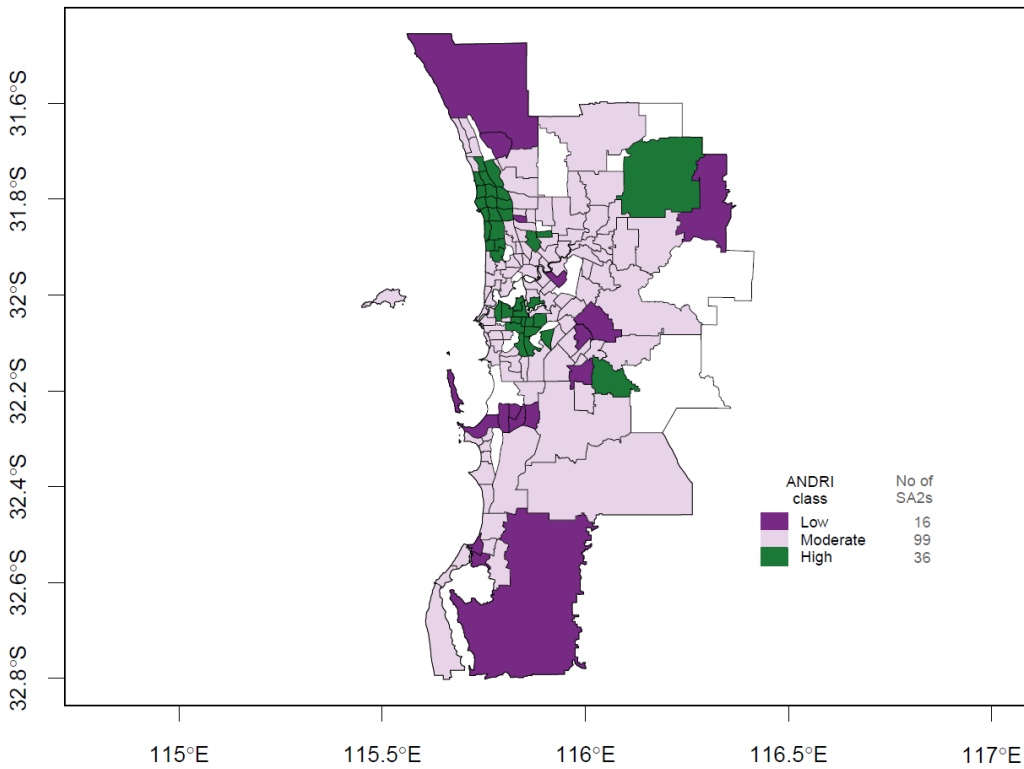 31.6°S
31.8°S
32°S
32.2°S
32.4°S
32.6°S
32.8°S
ANDRI class No of SA2s
Low 16
Moderate 99
High 36
115°E 115.5°E 116°E 116.5°E 117°E